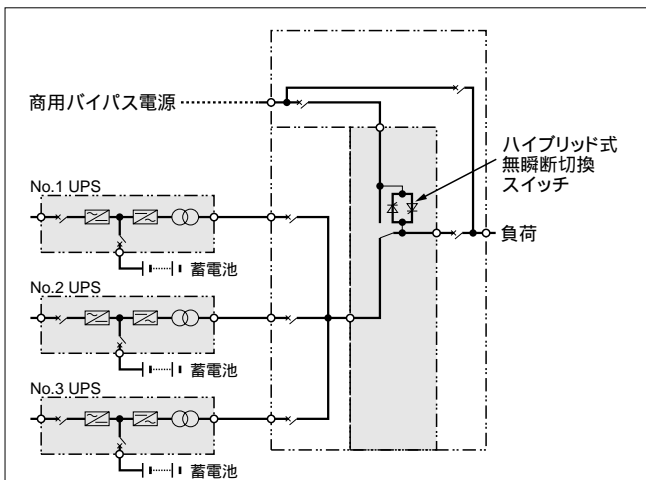 商用バイパス電源
ハイブリッド式
無瞬断切換
スイッチ
No.1 UPS
蓄電池
負荷
No.2 UPS
蓄電池
No.3 UPS
蓄電池